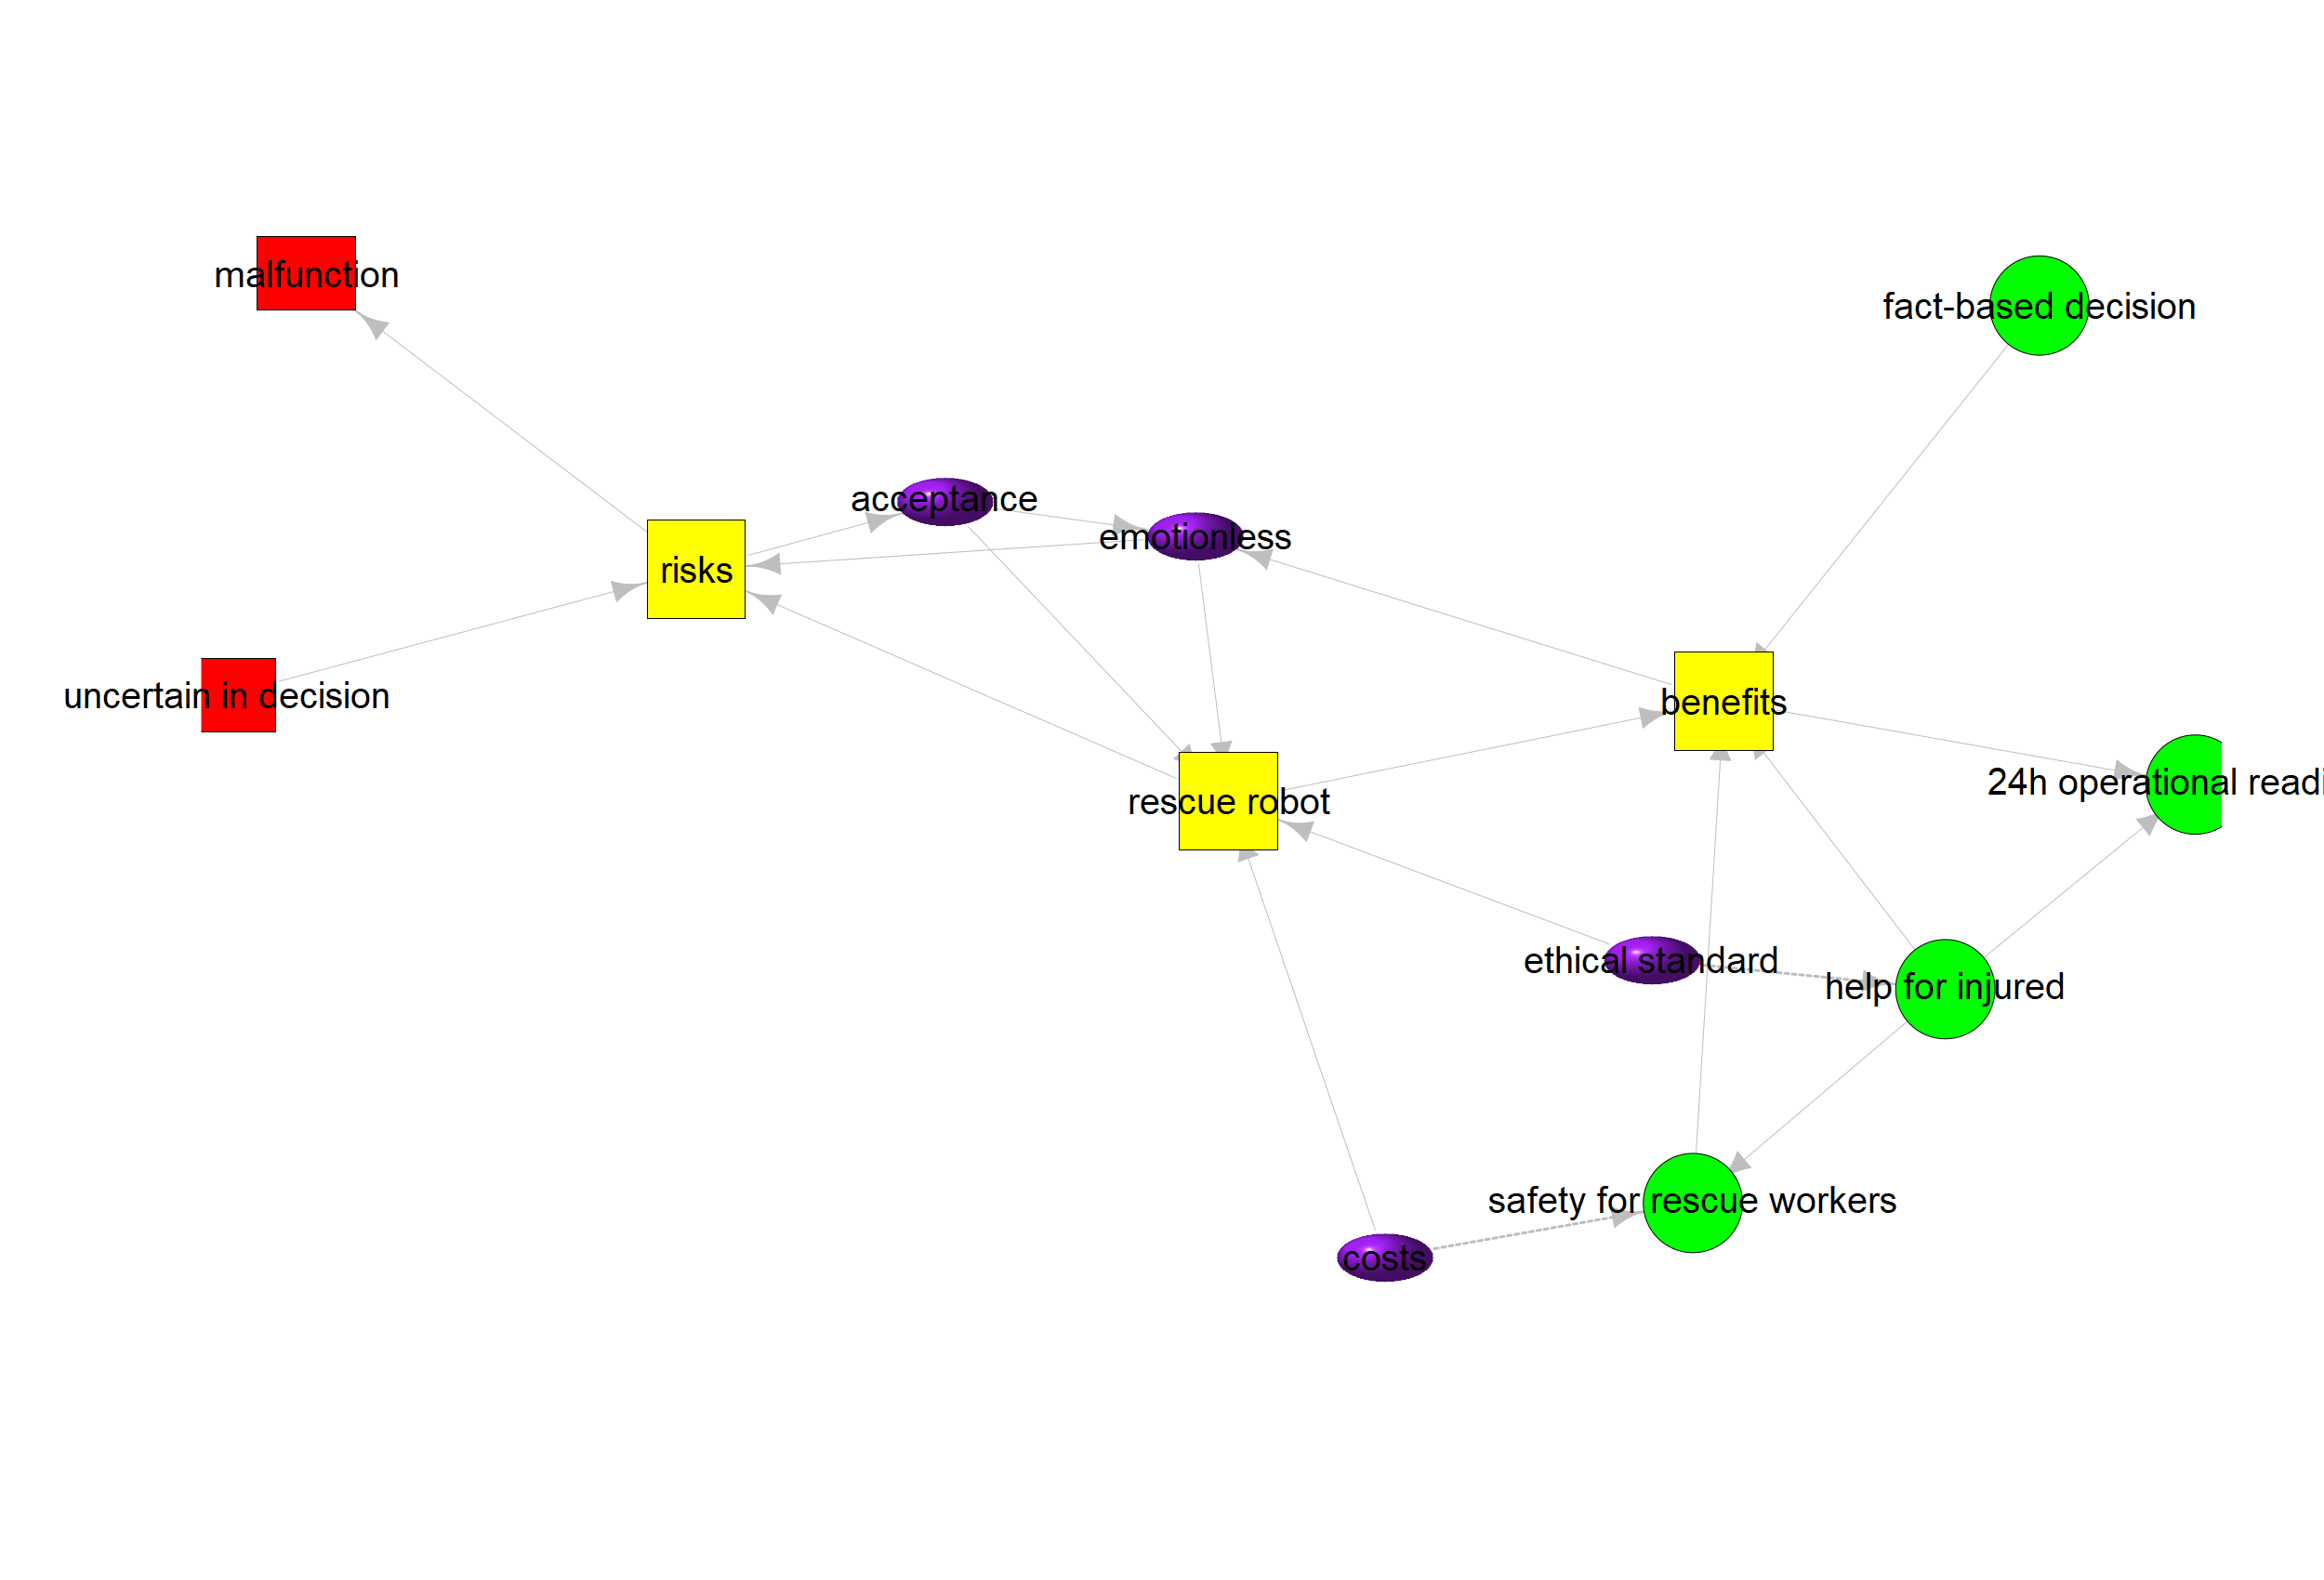 malfunction
fact-based decision
acceptance
emotionless
risks
uncertain in decision
benefits
24h operational readi
rescue robot
ethical standard
help for injured
safety for rescue workers
costs